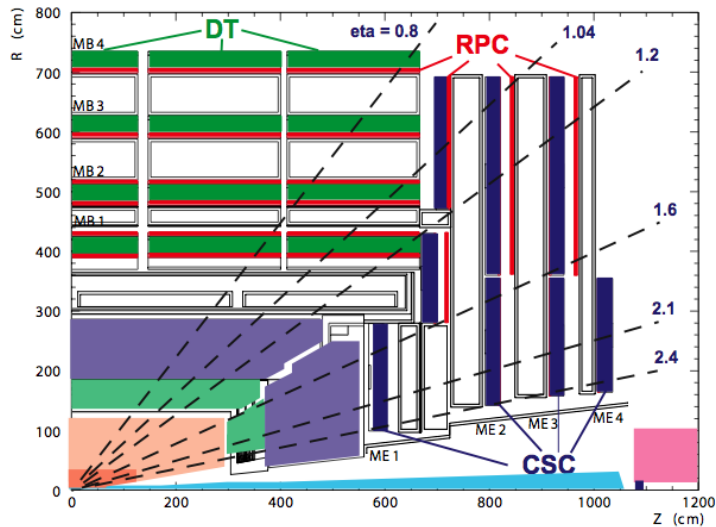 R (cm)
800
700
600
500
400
300
200
100
0
MB 4
DT
eta = 0.8
1.04
RPC
1.2
MB 3
MB 2
MB 1
1.6
2.1
2.4
ME 1
ME 2
ME 3
ME 4
CSC
0
200
400
600
800
1000
1200
Z (cm)